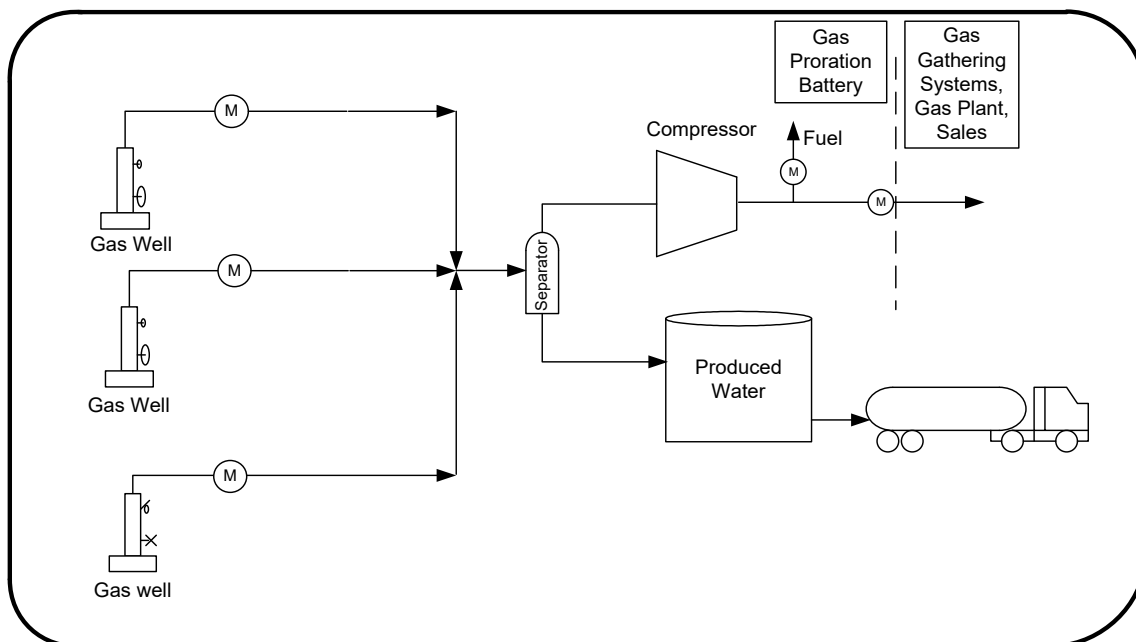 Gas
Proration
Battery
Gas
Gathering
Systems,
Gas Plant,
Sales
M
Compressor
Fuel
M
M
Gas Well
M
Separator
Gas Well
Produced
Water
M
Gas well